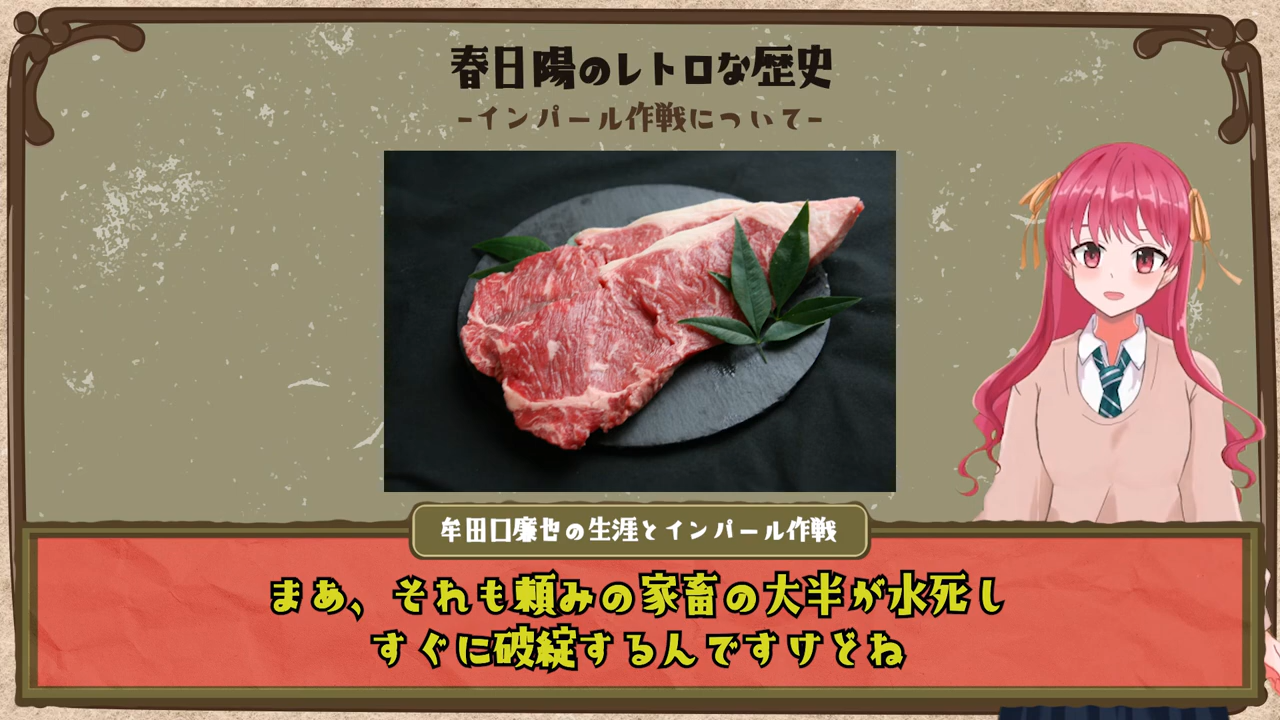 春日陽のレトロな歴史
-インパール作戦について-
牟田口廉也の生涯とインパール作戦
まあ、それも頼みの家畜の大半が水死し
すぐに破綻するんですけどね